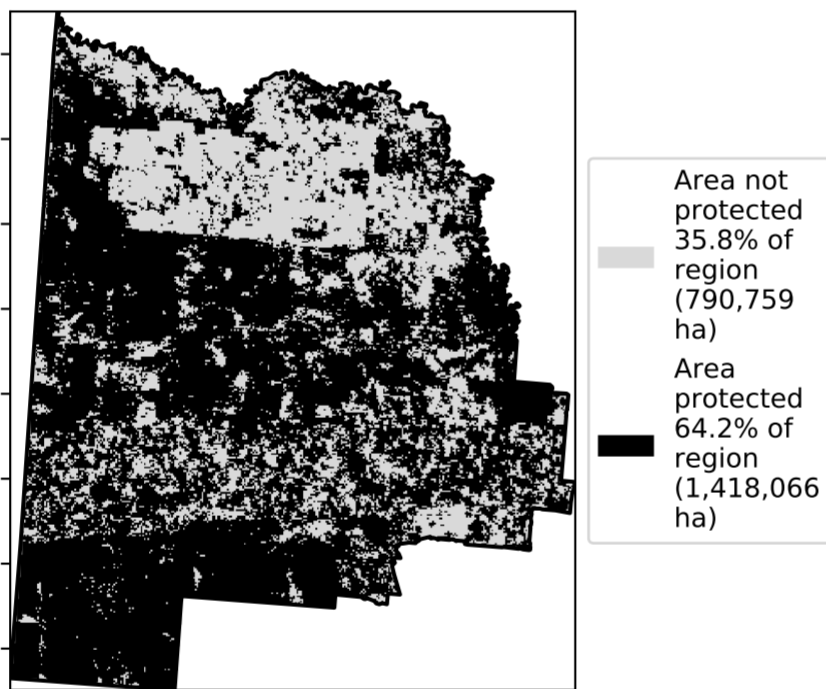 Area not
protected
35.8% of
region
(790,759
ha)
Area
protected
64.2% of
region
(1,418,066
ha)